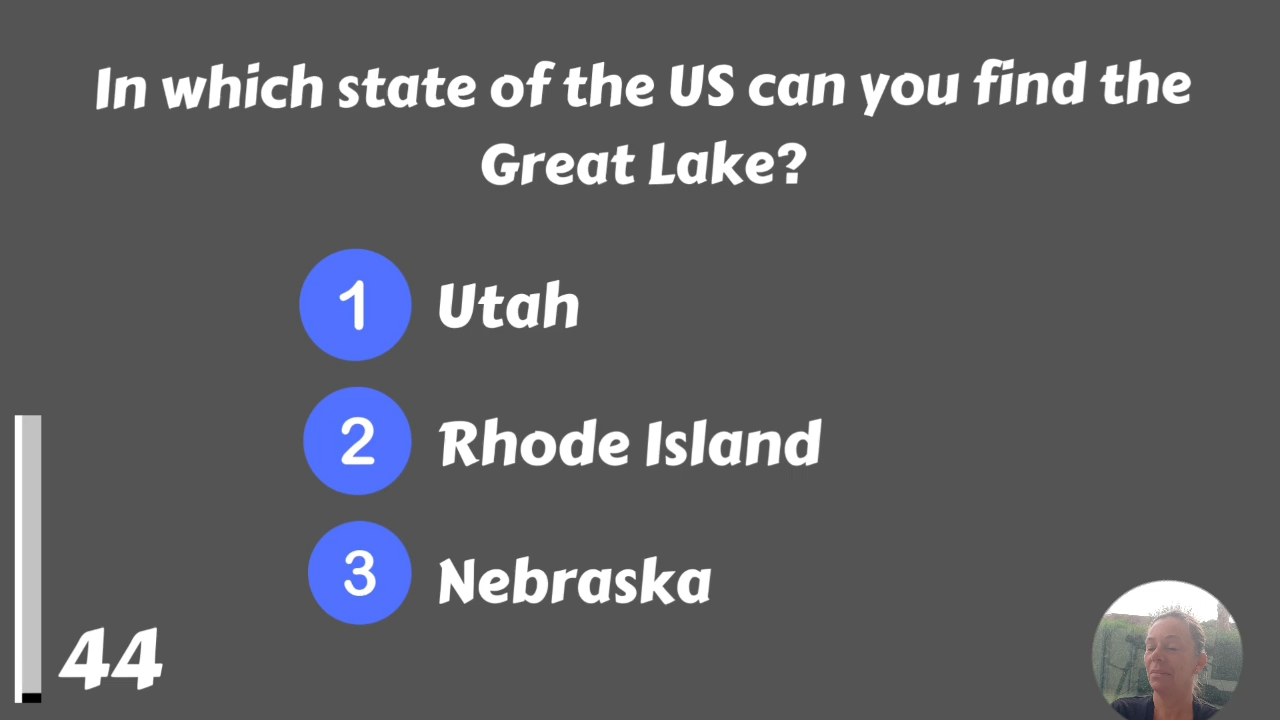 In which state of the US can you find the
Great Lake?
1 Utah
2 Rhode Island
3 Nebraska
44